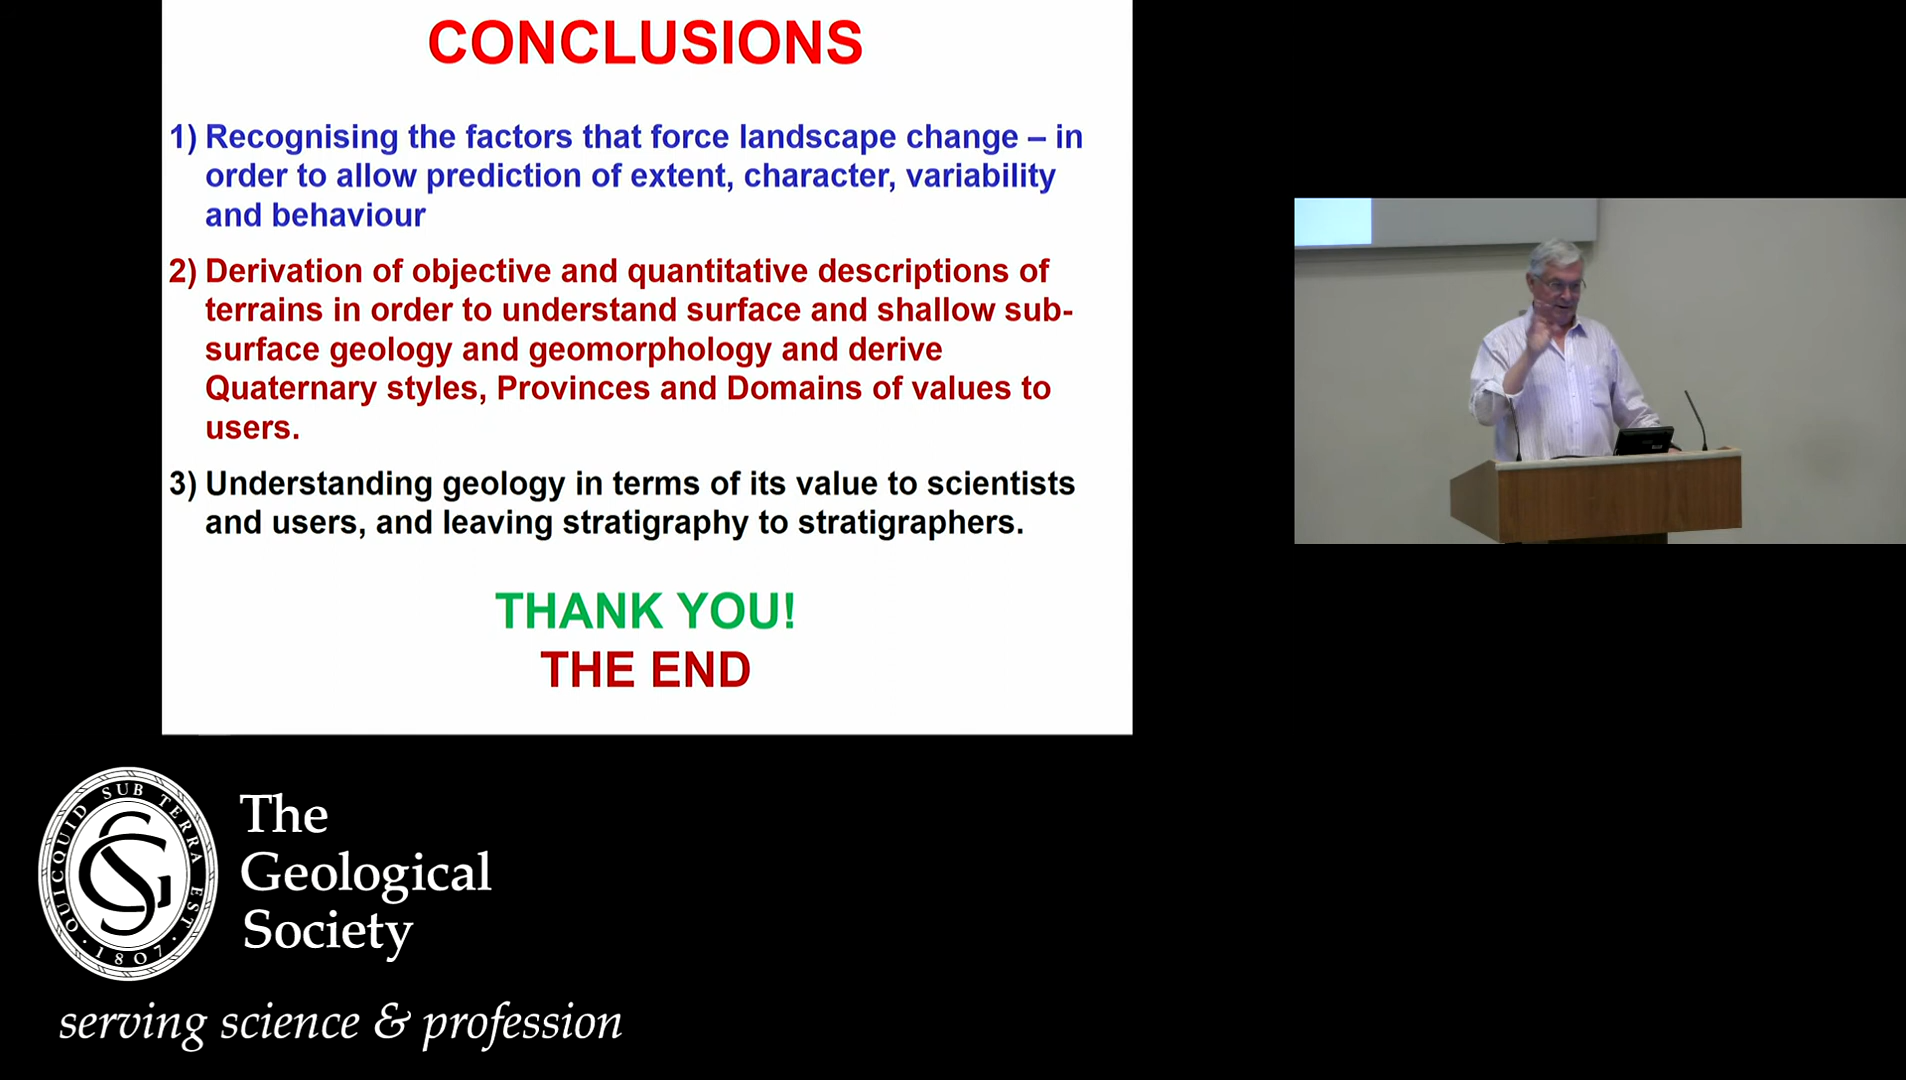 CONCLUSIONS
1) Recognising the factors that force landscape change – in
order to allow prediction of extent, character, variability
and behaviour
2) Derivation of objective and quantitative descriptions of
terrains in order to understand surface and shallow sub-
surface geology and geomorphology and derive
Quaternary styles, Provinces and Domains of values to
users.
3) Understanding geology in terms of its value to scientists
and users, and leaving stratigraphy to stratigraphers.
THANK YOU!
THE END
QUICQUID SUB TERRA EST
· 1807 ·
The
Geological
Society
serving science & profession